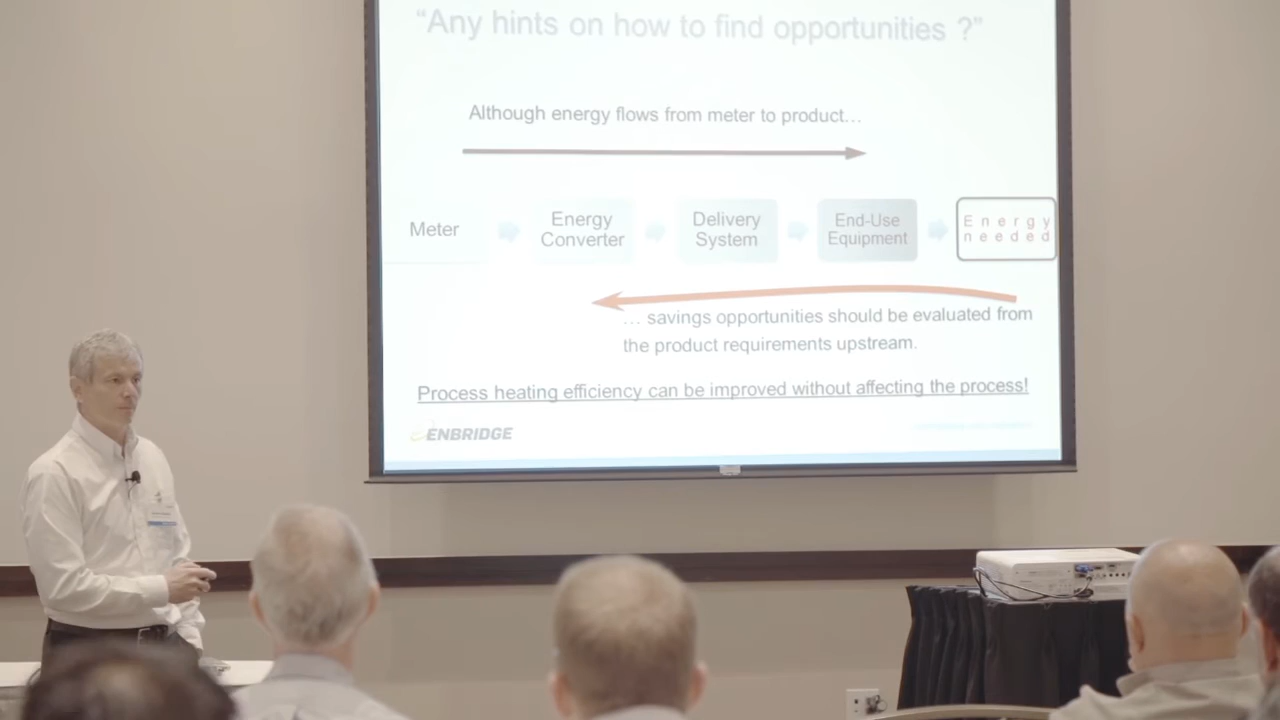 “Any hints on how to find opportunities ?”
Although energy flows from meter to product…
Meter
Energy
Converter
Delivery
System
End-Use
Equipment
Energy
needed
… savings opportunities should be evaluated from
the product requirements upstream.
Process heating efficiency can be improved without affecting the process!
ENBRIDGE